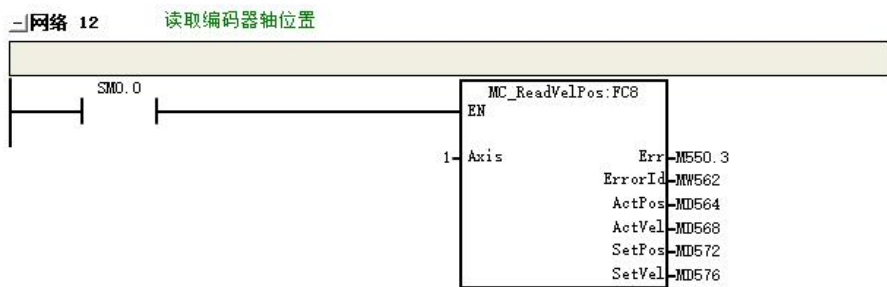 网络 12 读取编码器轴位置
SM0.0
MC_ReadVelPos:FC8
EN
1 Axis Err M550.3
ErrorId MW562
ActPos MD564
ActVel MD568
SetPos MD572
SetVel MD576